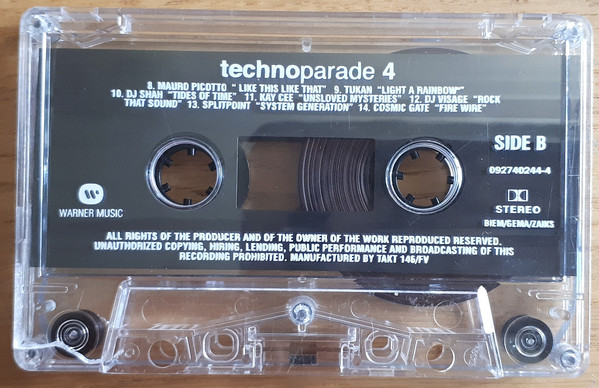 technoparade 4
8. MAURO PICOTTO "LIKE THIS LIKE THAT" 9. TUKAN "LIGHT A RAINBOW"
10. DJ SHAH "TIDES OF TIME" 11. KAY CEE "UNSLOVED MYSTERIES" 12. DJ VISAGE "ROCK
THAT SOUND" 13. SPLITPOINT "SYSTEM GENERATION" 14. COSMIC GATE "FIRE WIRE"
SIDE B
092740244-4
STEREO
BIEM/GEMA/ZAIKS
WARNER MUSIC
ALL RIGHTS OF THE PRODUCER AND OF THE OWNER OF THE WORK REPRODUCED RESERVED.
UNAUTHORIZED COPYING, HIRING, LENDING, PUBLIC PERFORMANCE AND BROADCASTING OF THIS
RECORDING PROHIBITED. MANUFACTURED BY TAKT 145/FV